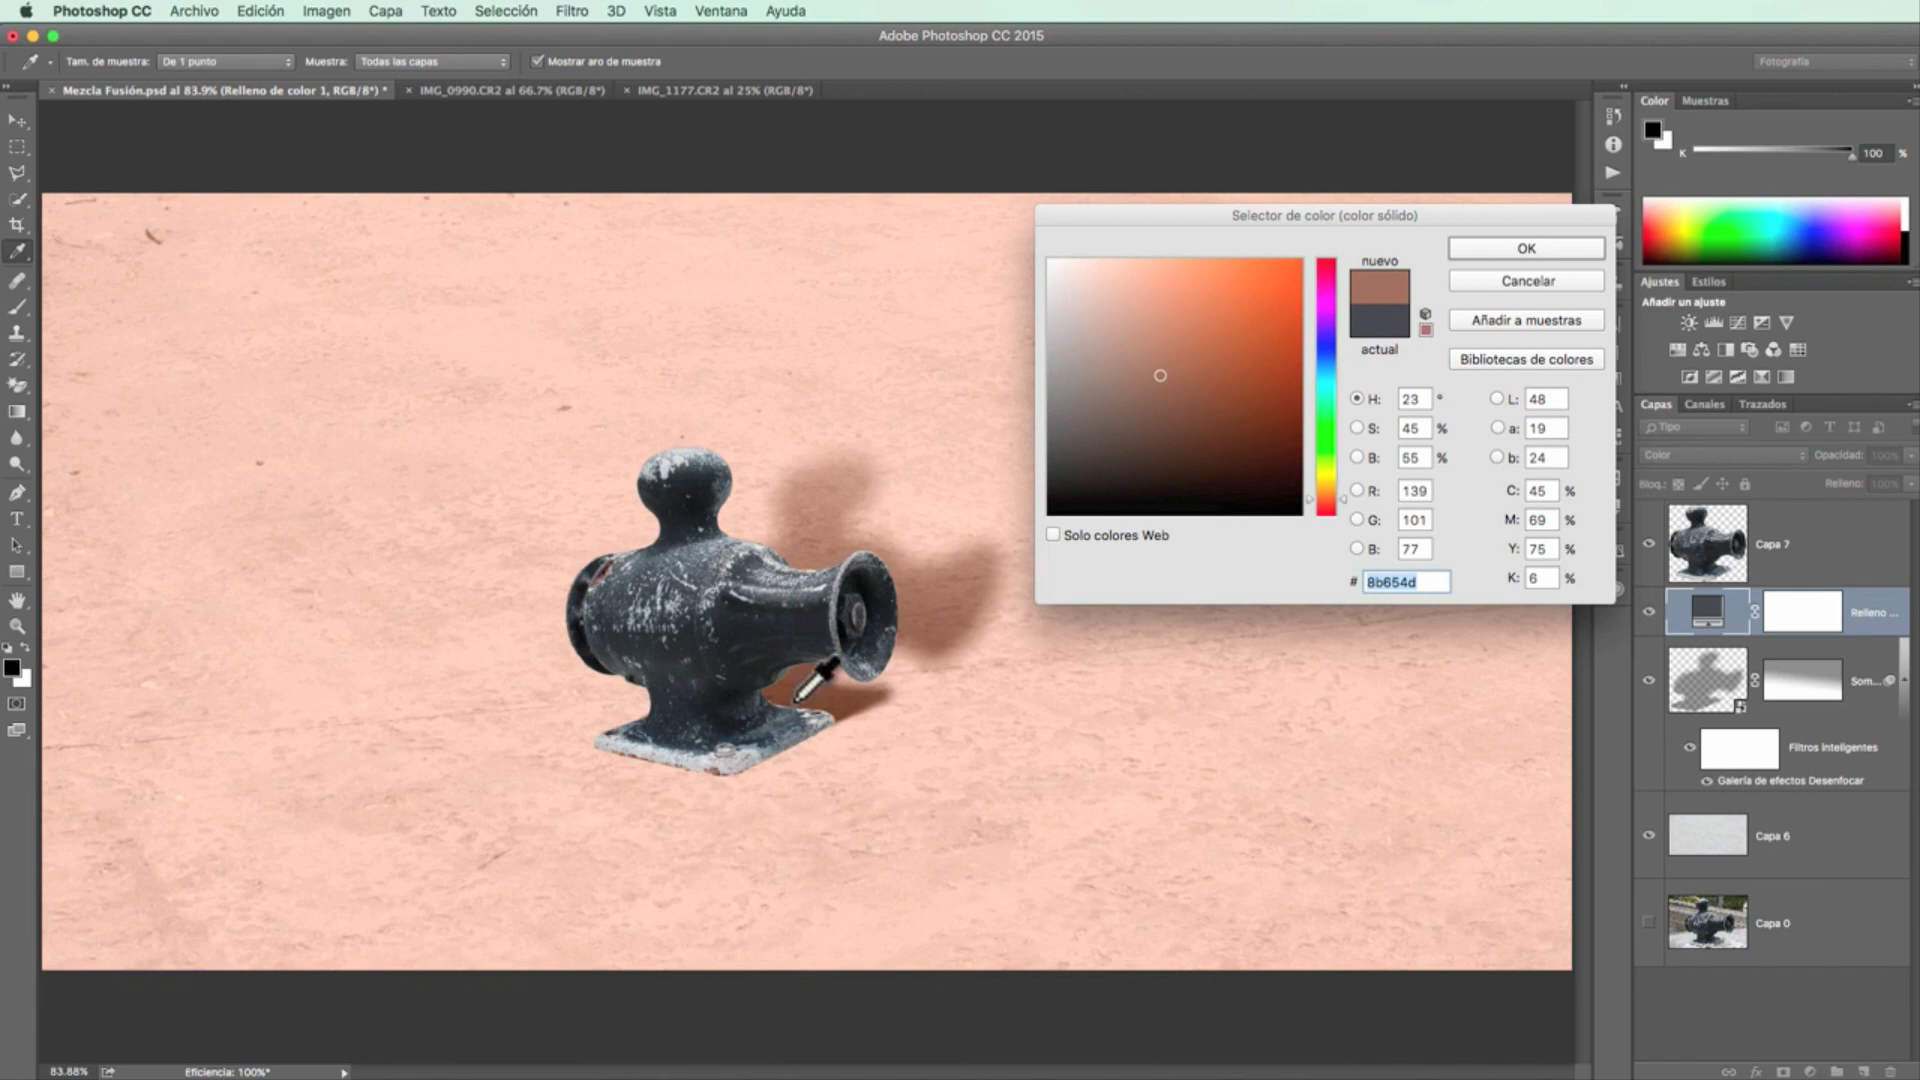 Photoshop CC Archivo Edición Imagen Capa Texto Selección Filtro 3D Vista Ventana Ayuda
Adobe Photoshop CC 2015
Tam. de muestra: De 1 punto Muestra: Todas las capas Mostrar aro de muestra Fotografía
× Mezcla Fusión.psd al 83.9% (Relleno de color 1, RGB/8*) * × IMG_0990.CR2 al 66.7% (RGB/8*) × IMG_1177.CR2 al 25% (RGB/8*)
Color Muestras
K 100 %
Selector de color (color sólido)
nuevo
actual
OK
Cancelar
Añadir a muestras
Bibliotecas de colores
H: 23 ° L: 48
S: 45 % a: 19
B: 55 % b: 24
R: 139 C: 45 %
G: 101 M: 69 %
B: 77 Y: 75 %
# 8b654d K: 6 %
Solo colores Web
Ajustes Estilos
Añadir un ajuste
Capas Canales Trazados
Tipo
Color Opacidad: 100%
Bloq.: Relleno: 100%
Capa 7
Relleno ...
Som...
Filtros inteligentes
Galería de efectos Desenfocar
Capa 6
Capa 0
83.88% Eficiencia: 100%*